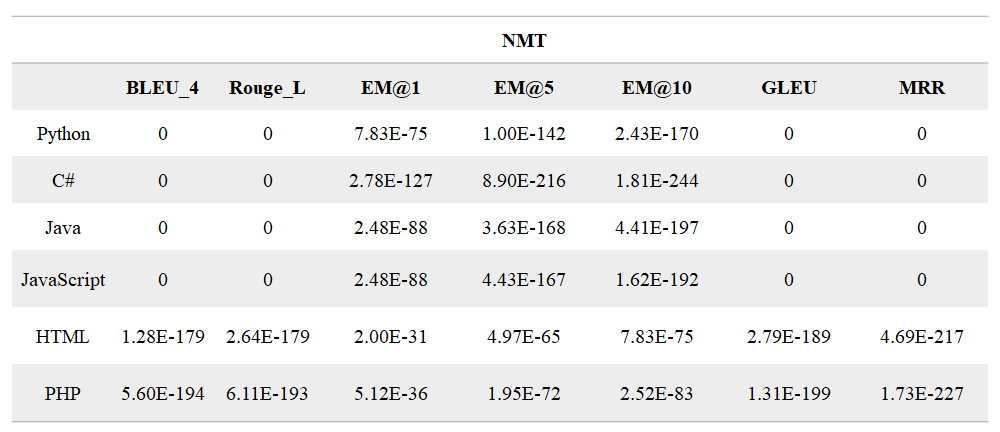 NMT
BLEU_4 Rouge_L EM@1 EM@5 EM@10 GLEU MRR
Python 0 0 7.83E-75 1.00E-142 2.43E-170 0 0
C# 0 0 2.78E-127 8.90E-216 1.81E-244 0 0
Java 0 0 2.48E-88 3.63E-168 4.41E-197 0 0
JavaScript 0 0 2.48E-88 4.43E-167 1.62E-192 0 0
HTML 1.28E-179 2.64E-179 2.00E-31 4.97E-65 7.83E-75 2.79E-189 4.69E-217
PHP 5.60E-194 6.11E-193 5.12E-36 1.95E-72 2.52E-83 1.31E-199 1.73E-227